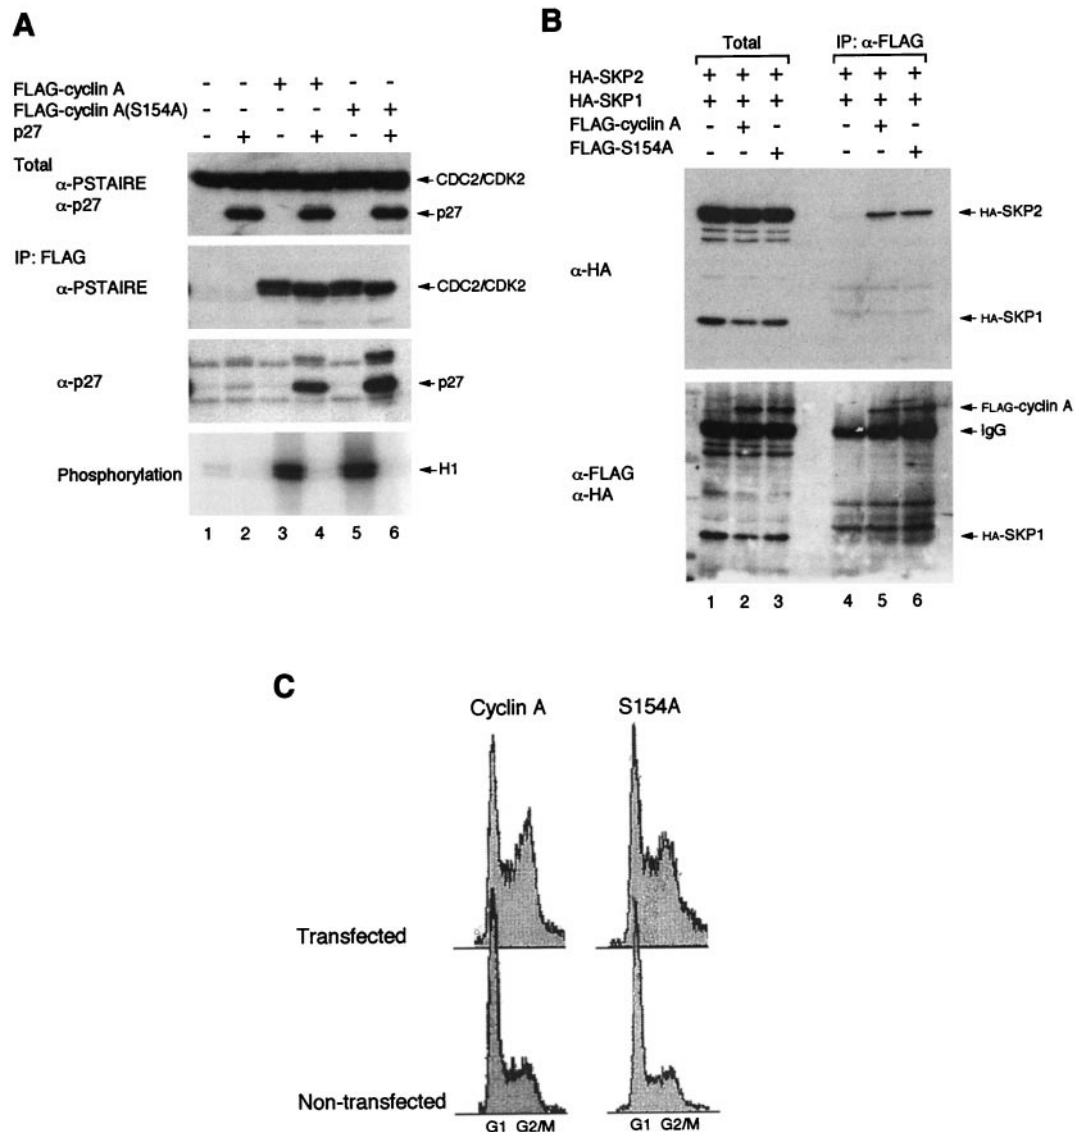 A
FLAG-cyclin A - - + + - -
FLAG-cyclin A(S154A) - - - - + +
p27 - + - + - +
Total
α-PSTAIRE
α-p27
CDC2/CDK2
p27
IP: FLAG
α-PSTAIRE
CDC2/CDK2
α-p27
p27
Phosphorylation
H1
1 2 3 4 5 6
B
Total IP: α-FLAG
HA-SKP2 + + + + + +
HA-SKP1 + + + + + +
FLAG-cyclin A - + - - + -
FLAG-S154A - - + - - +
HA-SKP2
α-HA
HA-SKP1
FLAG-cyclin A
IgG
α-FLAG
α-HA
HA-SKP1
1 2 3 4 5 6
C
Cyclin A S154A
Transfected
Non-transfected
G1 G2/M G1 G2/M